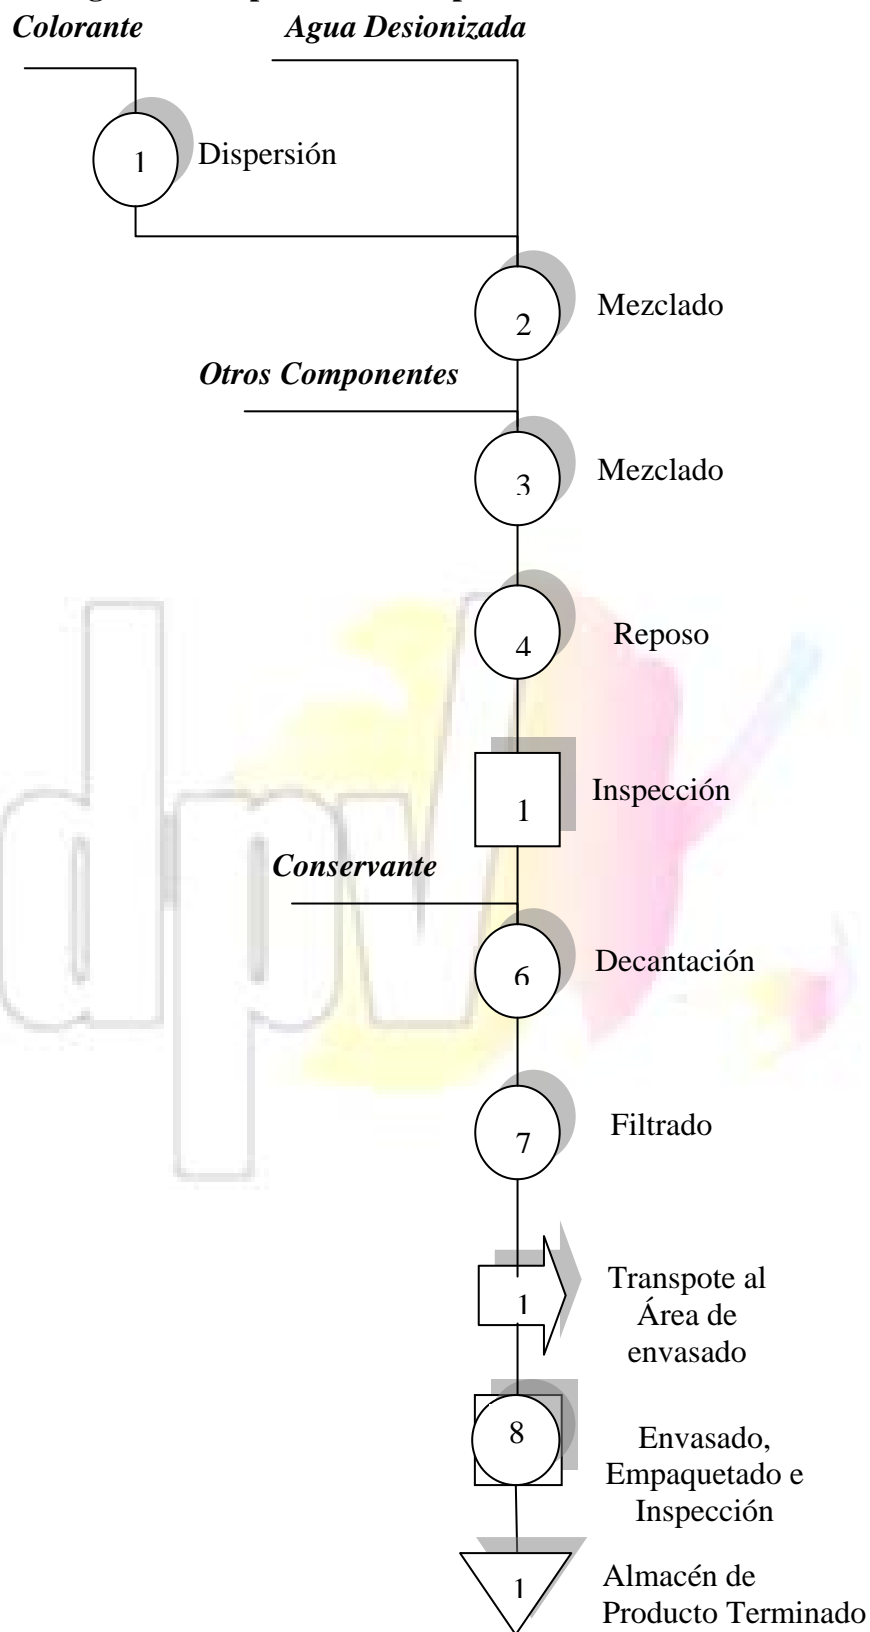 Colorante
Agua Desionizada
1
Dispersión
2
Mezclado
Otros Componentes
3
Mezclado
4
Reposo
1
Inspección
Conservante
6
Decantación
7
Filtrado
1
Transpote al
Área de
envasado
8
Envasado,
Empaquetado e
Inspección
1
Almacén de
Producto Terminado
dpv